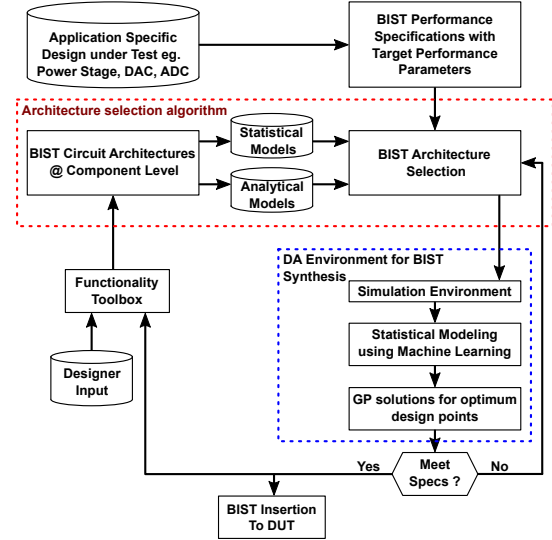 Application Specific
Design under Test eg.
Power Stage, DAC, ADC
BIST Performance
Specifications with
Target Performance
Parameters
Architecture selection algorithm
BIST Circuit Architectures
@ Component Level
Statistical
Models
Analytical
Models
BIST Architecture
Selection
DA Environment for BIST
Synthesis
Simulation Environment
Statistical Modeling
using Machine Learning
GP solutions for optimum
design points
Functionality
Toolbox
Designer
Input
Yes
Meet
Specs ?
No
BIST Insertion
To DUT